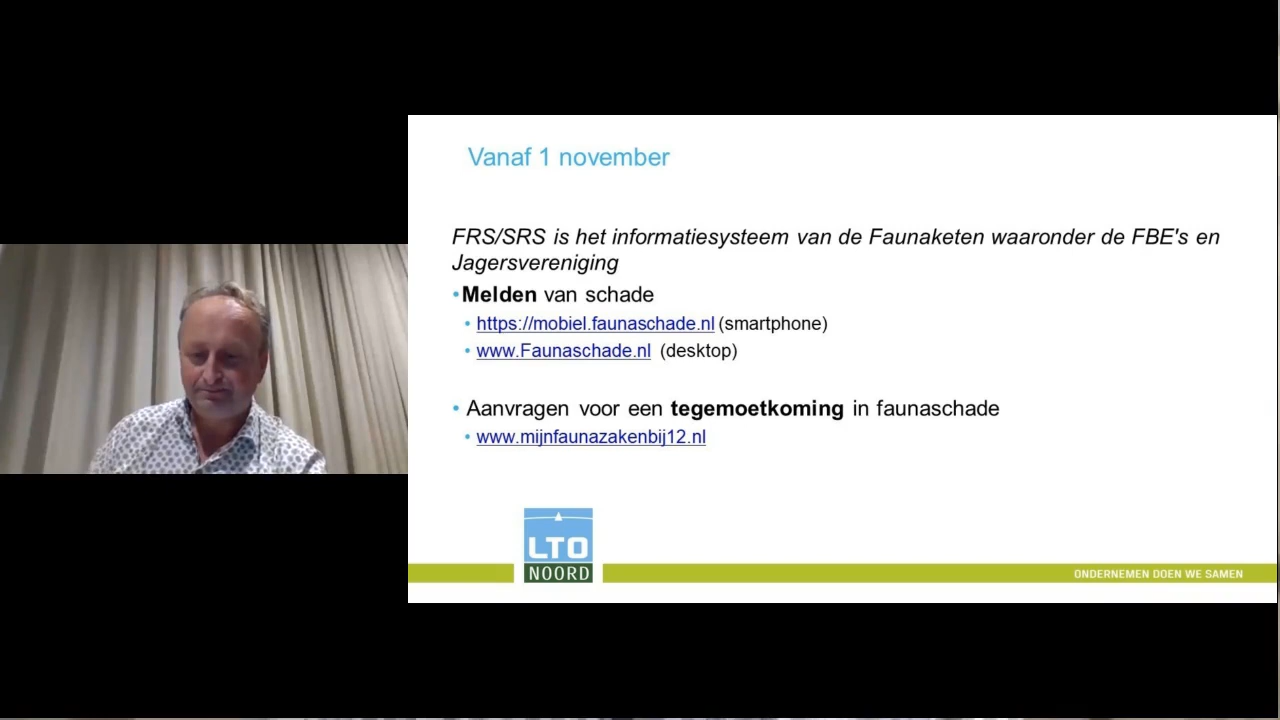 Vanaf 1 november
FRS/SRS is het informatiesysteem van de Faunaketen waaronder de FBE's en
Jagersvereniging
•Melden van schade
• https://mobiel.faunaschade.nl (smartphone)
• www.Faunaschade.nl (desktop)
• Aanvragen voor een tegemoetkoming in faunaschade
• www.mijnfaunazakenbij12.nl
LTO
NOORD
ONDERNEMEN DOEN WE SAMEN